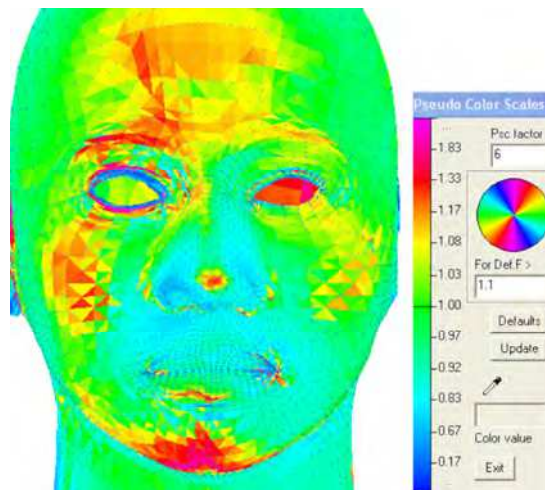 Pseudo Color Scales
...
1.83
1.33
1.17
1.08
1.03
1.00
0.97
0.92
0.83
0.67
0.17
...
Psc factor
6
For Def.F >
1.1
Defaults
Update
Color value
Exit